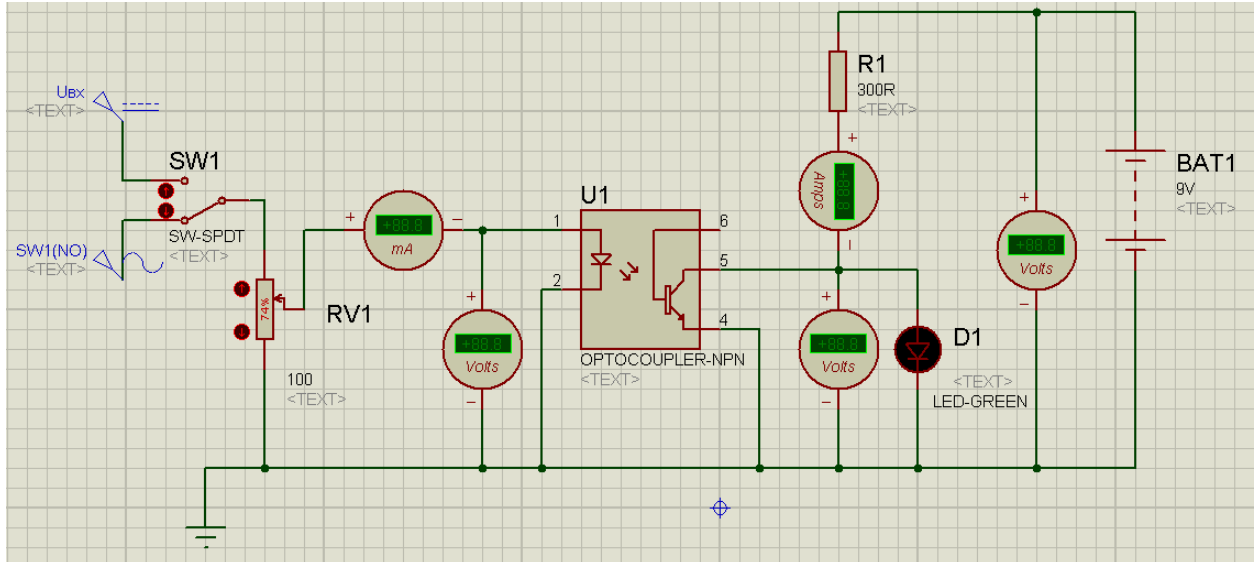 UBX
<TEXT>
SW1
SW-SPDT
<TEXT>
SW1(NO)
<TEXT>
74%
RV1
100
<TEXT>
+
−
+88.8
mA
+
+88.8
Volts
−
U1
1
2
6
5
4
OPTOCOUPLER-NPN
<TEXT>
R1
300R
<TEXT>
+
+88.8
Amps
−
+
+88.8
Volts
−
D1
<TEXT>
LED-GREEN
+
+88.8
Volts
−
BAT1
9V
<TEXT>